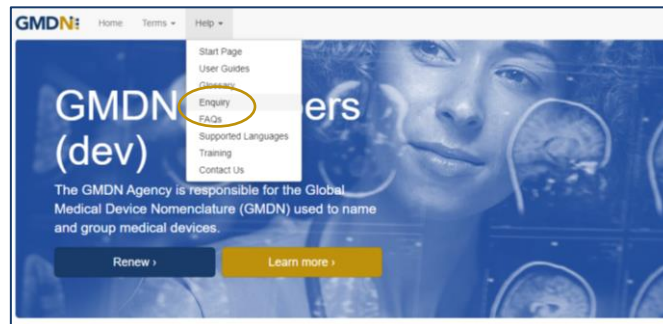 GMDN
Home Terms Help
Start Page
User Guides
Glossary
Enquiry
FAQs
Supported Languages
Training
Contact Us
GMDN ers
(dev)
The GMDN Agency is responsible for the Global
Medical Device Nomenclature (GMDN) used to name
and group medical devices.
Renew ›
Learn more ›